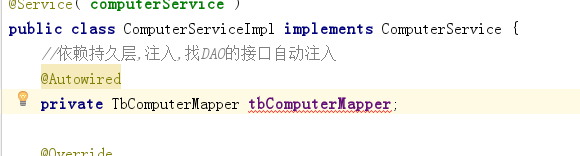 @Service( "computerService")
public class ComputerServiceImpl implements ComputerService {
//依赖持久层,注入,找DAO的接口自动注入
@Autowired
private TbComputerMapper tbComputerMapper;
@Override